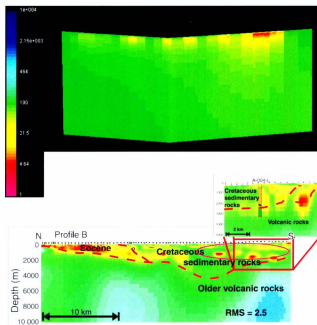 1e+004
2.15e+003
464
100
21.5
4.64
1
Cretaceous
sedimentary
rocks
Volcanic rocks
2 km
N
Profile B
S
0
2000
4000
6000
8000
10 000
Depth (m)
Eocene
Cretaceous
sedimentary rocks
Older volcanic rocks
10 km
RMS = 2.5